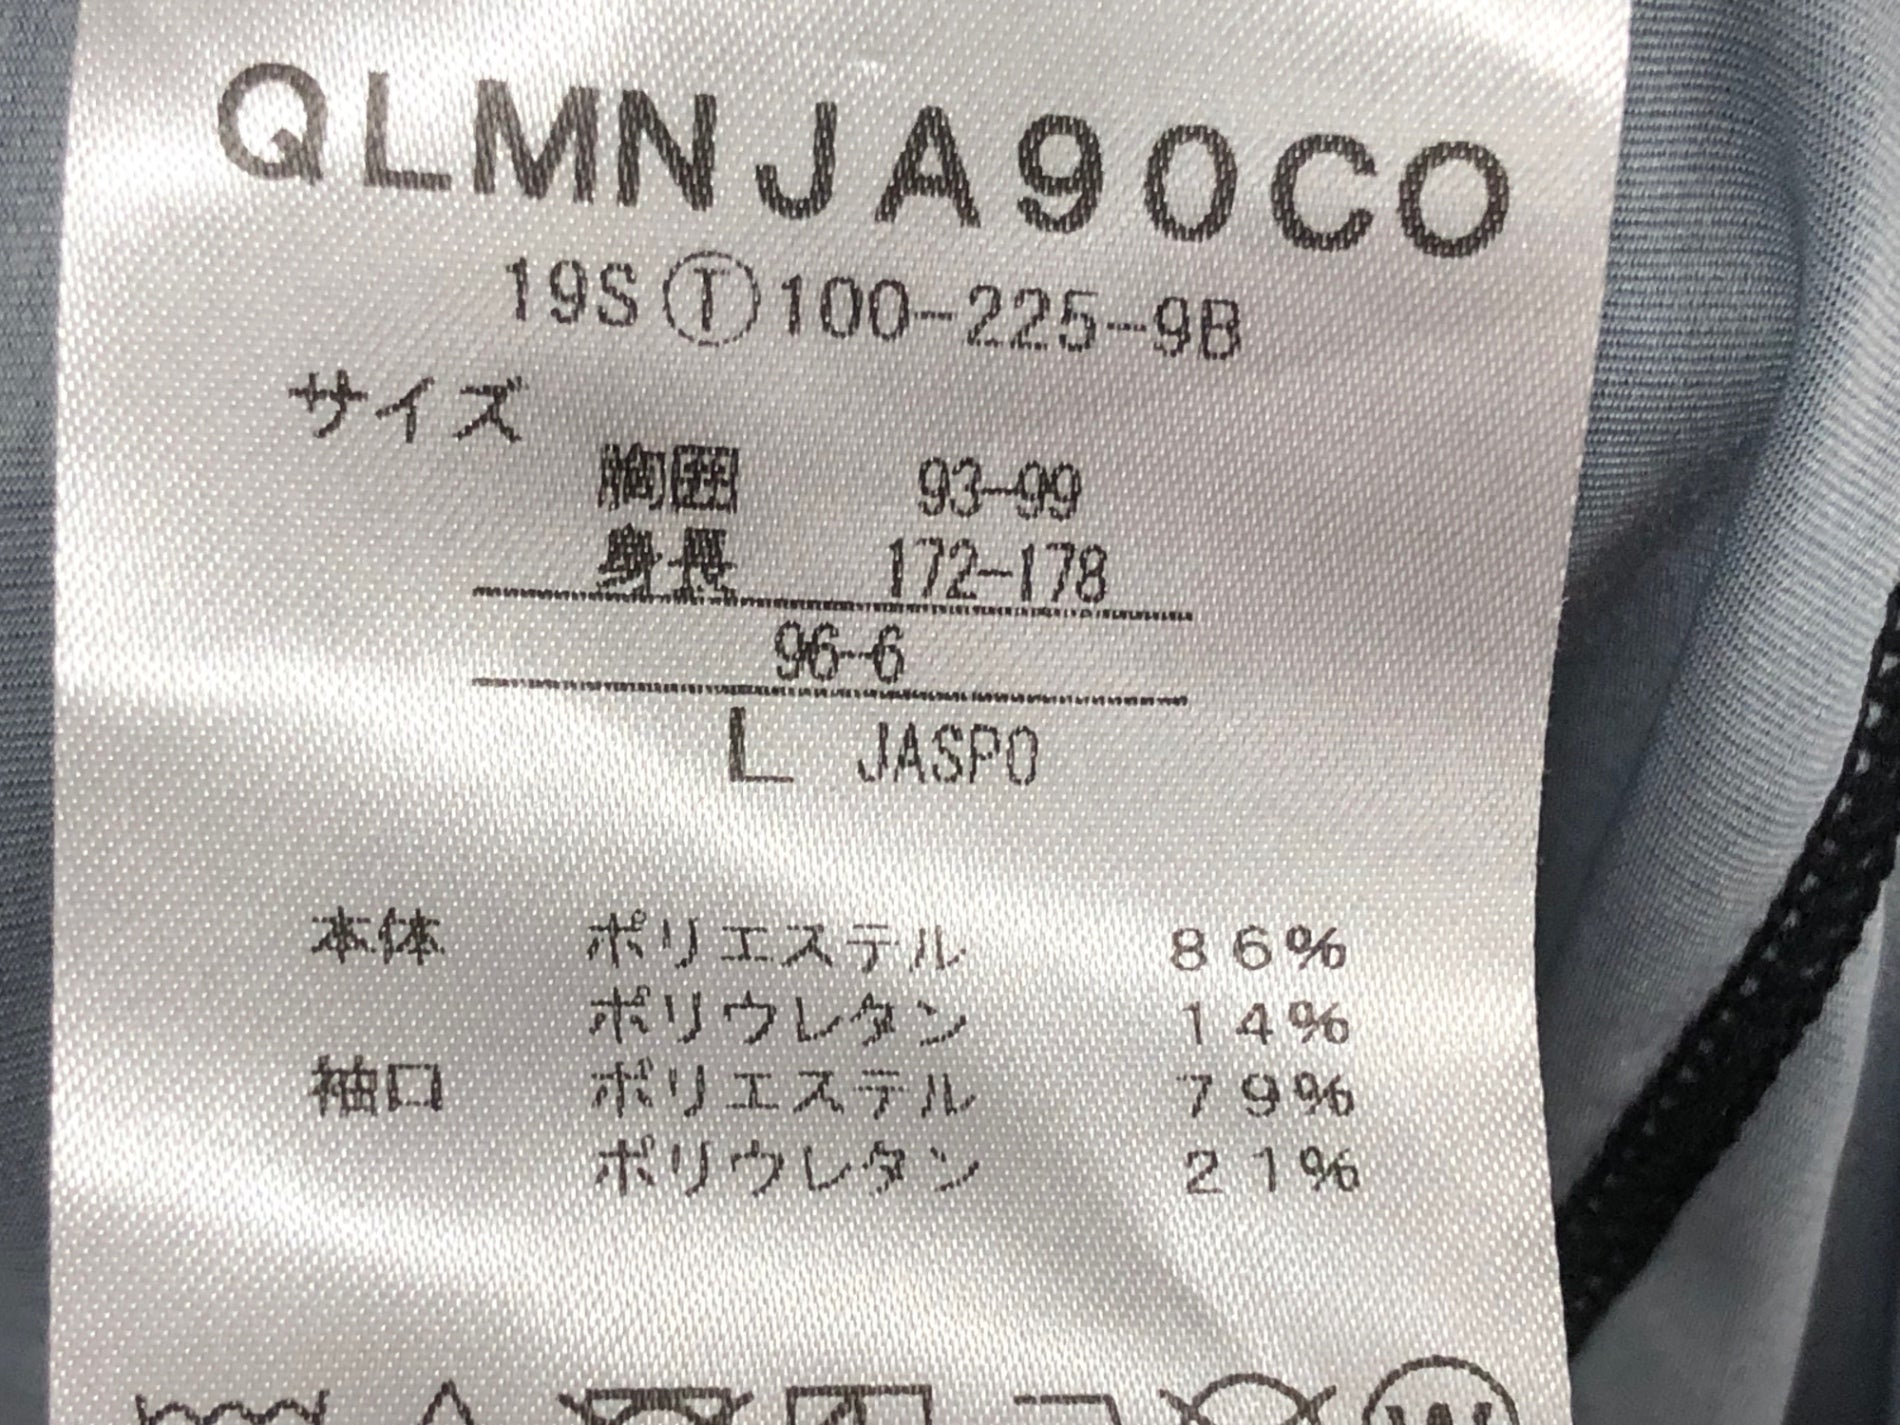 QLMNJA90CO
19SⓉ100-225-9B
サイズ
胸囲 93-99
身長 172-178
96-6
L JASPO
本体 ポリエステル 86%
ポリウレタン 14%
袖口 ポリエステル 79%
ポリウレタン 21%
W